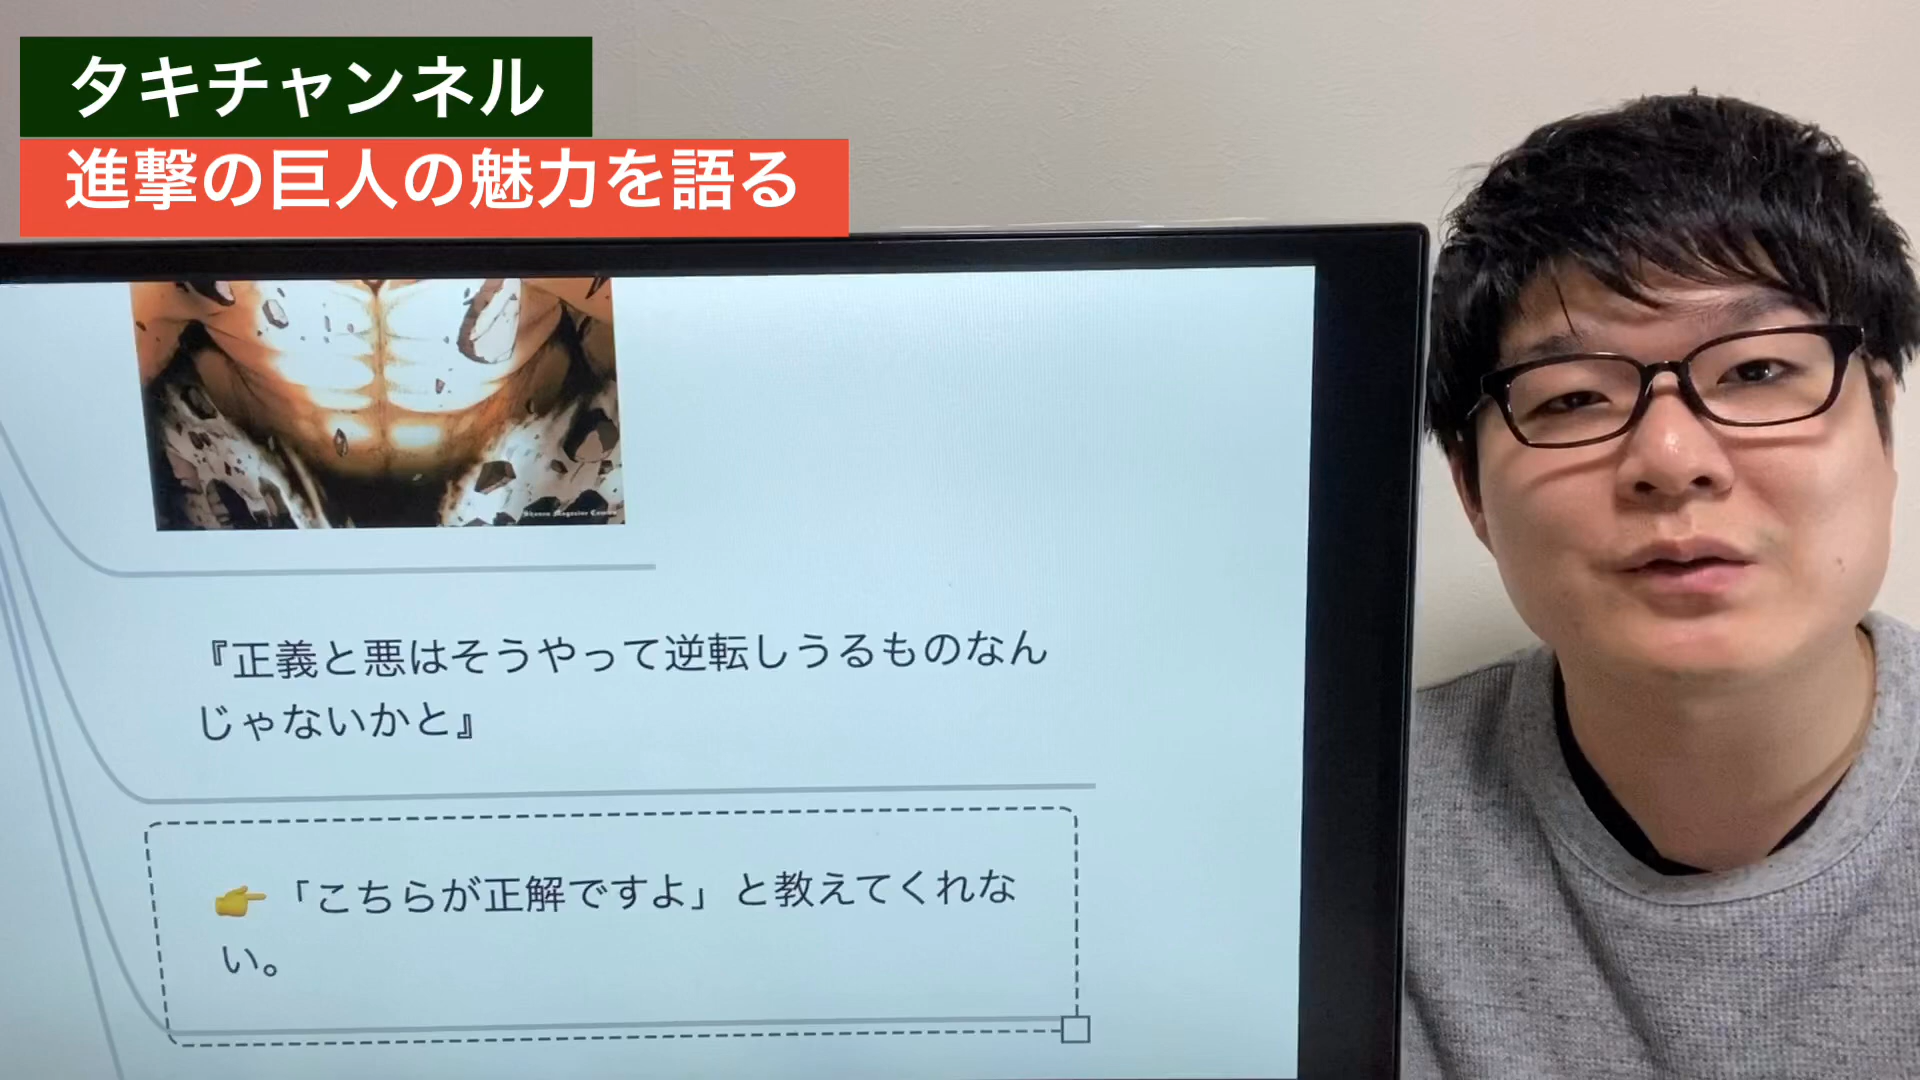 タキチャンネル
進撃の巨人の魅力を語る
Shonen Magazine Comics
『正義と悪はそうやって逆転しうるものなん
じゃないかと』
👉「こちらが正解ですよ」と教えてくれな
い。